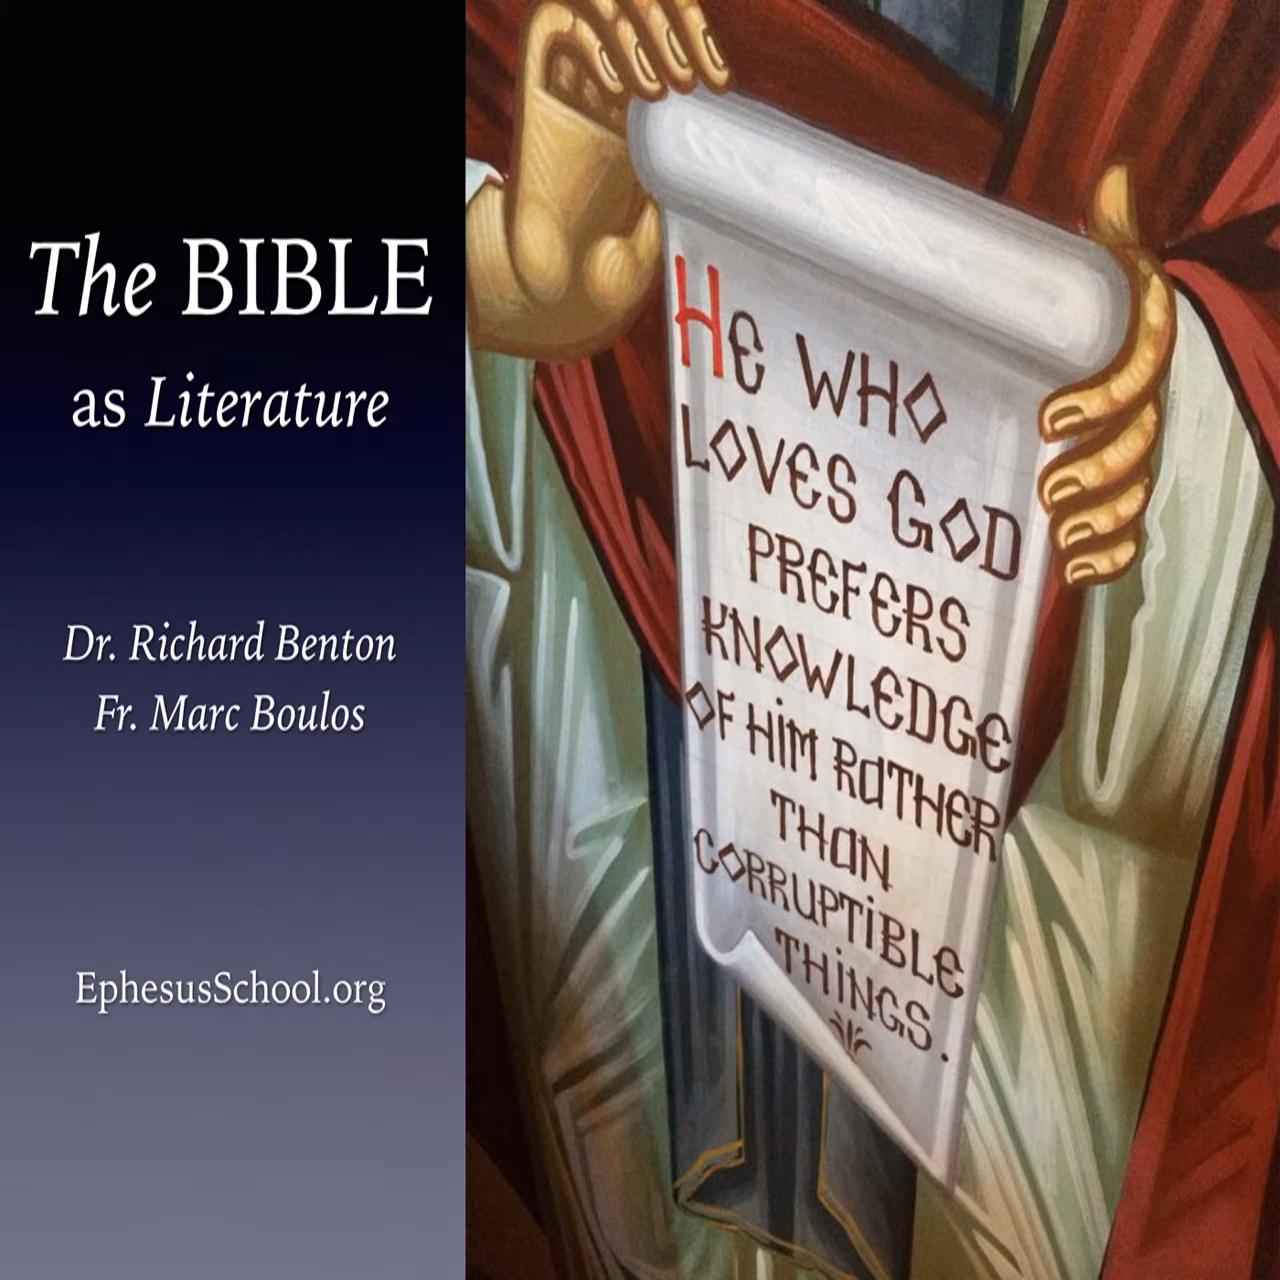 The BIBLE
as Literature
Dr. Richard Benton
Fr. Marc Boulos
EphesusSchool.org
HE WHO
LOVES GOD
PREFERS
KNOWLEDGE
OF HIM RATHER
THAN
CORRUPTIBLE
THINGS.